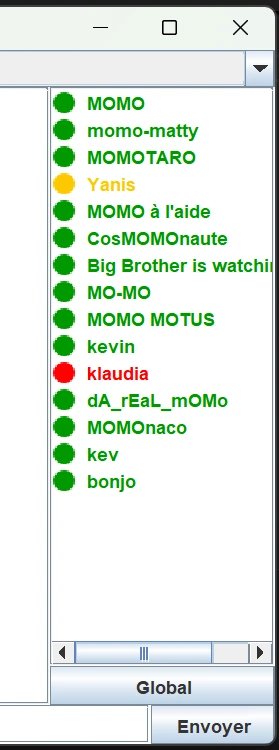 MOMO
momo-matty
MOMOTARO
Yanis
MOMO à l'aide
CosMOMOnaute
Big Brother is watchi
MO-MO
MOMO MOTUS
kevin
klaudia
dA_rEaL_mOMo
MOMOnaco
kev
bonjo
Global
Envoyer